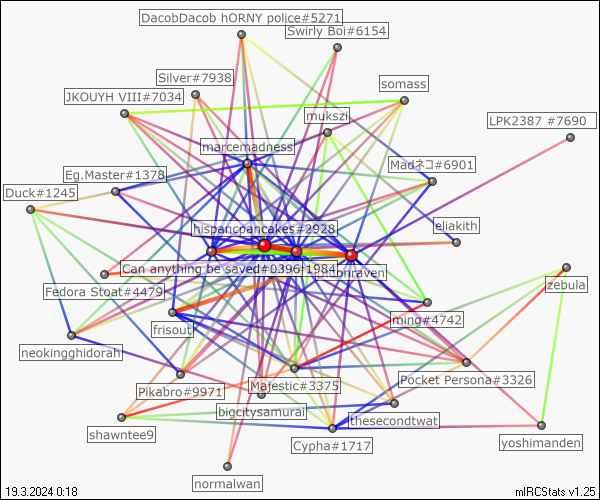 DacobDacob hORNY police#5271
Swirly Boi#6154
Silver#7938
somass
JKOUYH VIII#7034
mukszi
LPK2387 #7690
marcemadness
Madネコ#6901
Eg.Master#1378
Duck#1245
hispancpancakes#2928
eliakith
Can anything be saved#0396
Fedora Stoat#4479
zebula
ming#4742
frisout
neokingghidorah
Pocket Persona#3326
Pikabro#9971
Majestic#3375
bigcitysamurai
thesecondtwat
shawntee9
Cypha#1717
yoshimanden
normalwan
19.3.2024 0:18
mIRCStats v1.25